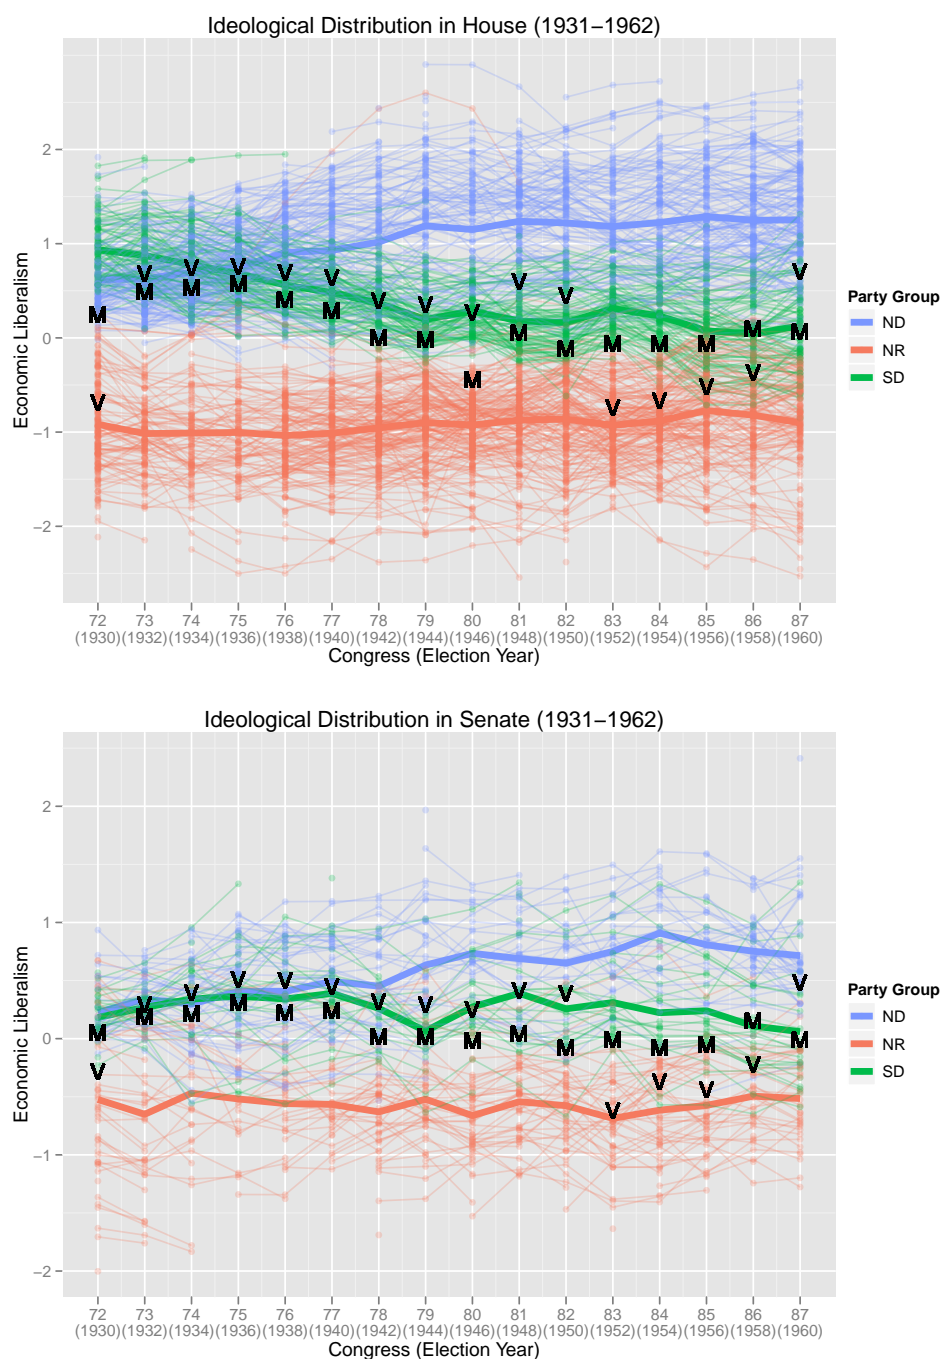 Ideological Distribution in House (1931−1962)
Economic Liberalism
2
1
0
−1
−2
V V V V V V V V V V V V V V V V
M M M M M M M M M M M M M M M M
72 73 74 75 76 77 78 79 80 81 82 83 84 85 86 87
(1930)(1932)(1934)(1936)(1938)(1940)(1942)(1944)(1946)(1948)(1950)(1952)(1954)(1956)(1958)(1960)
Congress (Election Year)
Party Group
ND
NR
SD
Ideological Distribution in Senate (1931−1962)
Economic Liberalism
2
1
0
−1
−2
V V V V V V V V V V V V V V V V
M M M M M M M M M M M M M M M M
72 73 74 75 76 77 78 79 80 81 82 83 84 85 86 87
(1930)(1932)(1934)(1936)(1938)(1940)(1942)(1944)(1946)(1948)(1950)(1952)(1954)(1956)(1958)(1960)
Congress (Election Year)
Party Group
ND
NR
SD